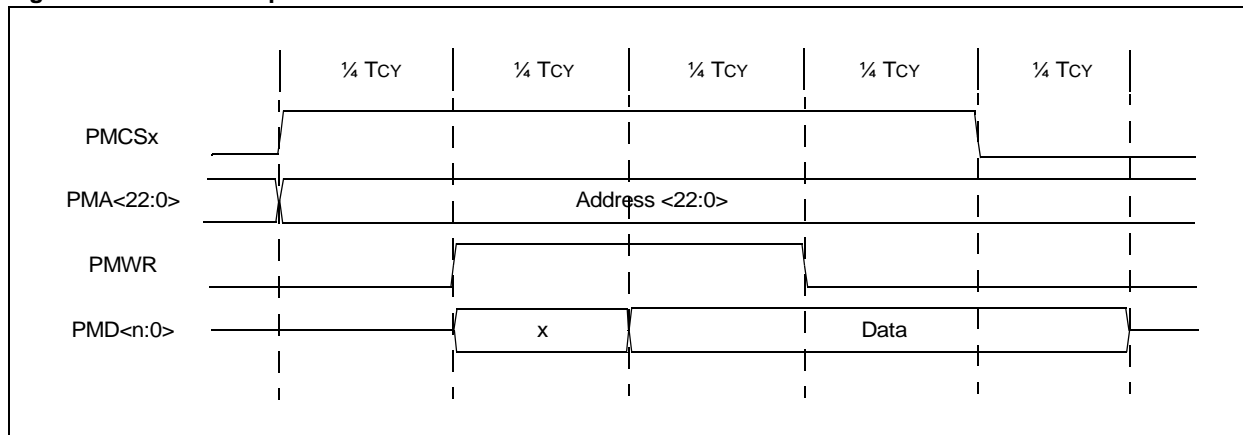 ¼ TCY ¼ TCY ¼ TCY ¼ TCY ¼ TCY
PMCSx
PMA<22:0> Address <22:0>
PMWR
PMD<n:0> x Data